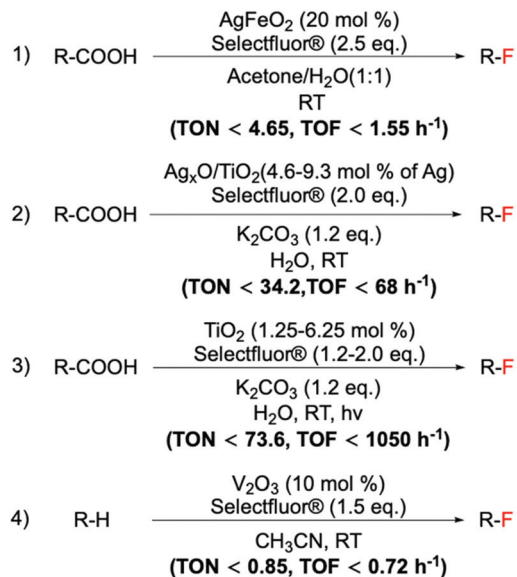 AgFeO₂ (20 mol %)
Selectfluor® (2.5 eq.)
1) R-COOH R-F
Acetone/H₂O(1:1)
RT
(TON < 4.65, TOF < 1.55 h⁻¹)
AgₓO/TiO₂(4.6-9.3 mol % of Ag)
Selectfluor® (2.0 eq.)
2) R-COOH R-F
K₂CO₃ (1.2 eq.)
H₂O, RT
(TON < 34.2,TOF < 68 h⁻¹)
TiO₂ (1.25-6.25 mol %)
Selectfluor® (1.2-2.0 eq.)
3) R-COOH R-F
K₂CO₃ (1.2 eq.)
H₂O, RT, hv
(TON < 73.6, TOF < 1050 h⁻¹)
V₂O₃ (10 mol %)
Selectfluor® (1.5 eq.)
4) R-H R-F
CH₃CN, RT
(TON < 0.85, TOF < 0.72 h⁻¹)